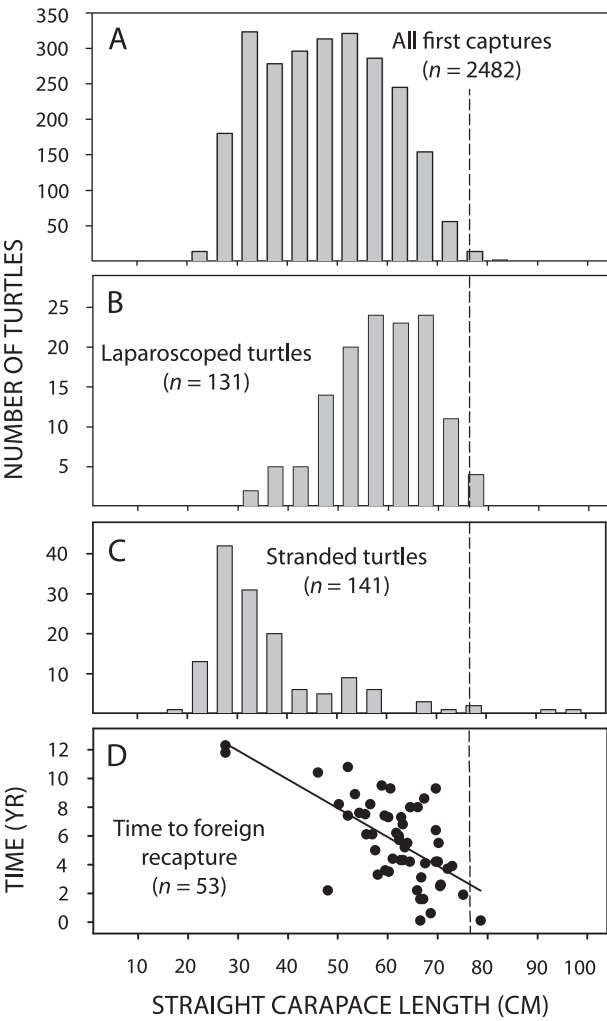 NUMBER OF TURTLES
A
All first captures
(n = 2482)
350
300
250
200
150
100
50
B
Laparoscoped turtles
(n = 131)
25
20
15
10
5
C
Stranded turtles
(n = 141)
40
30
20
10
TIME (YR)
D
Time to foreign
recapture
(n = 53)
12
10
8
6
4
2
0
10 20 30 40 50 60 70 80 90 100
STRAIGHT CARAPACE LENGTH (CM)